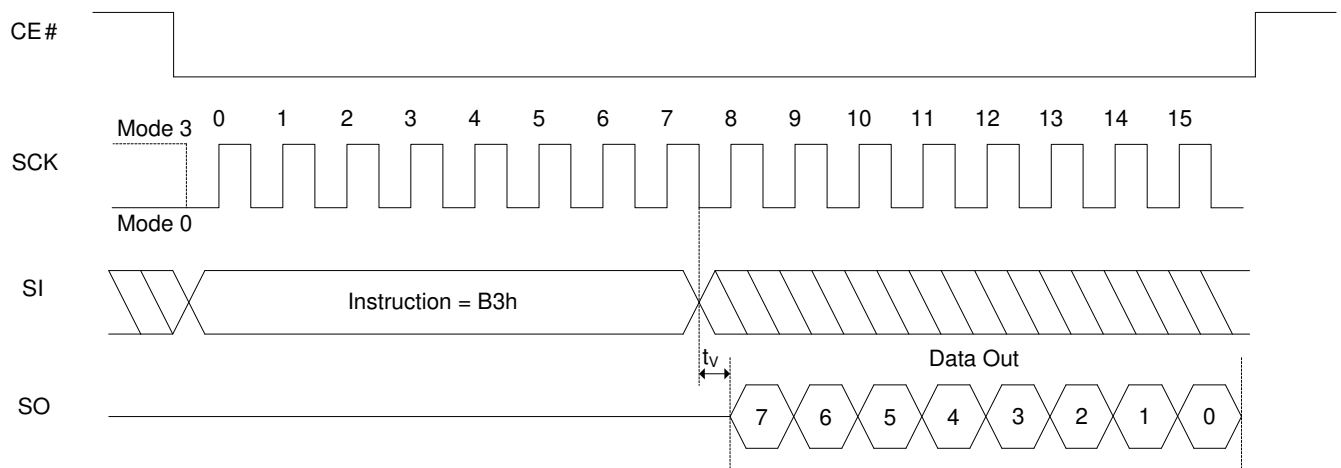 CE#
0 1 2 3 4 5 6 7 8 9 10 11 12 13 14 15
Mode 3
SCK
Mode 0
SI
Instruction = B3h
tV
Data Out
SO
7 6 5 4 3 2 1 0